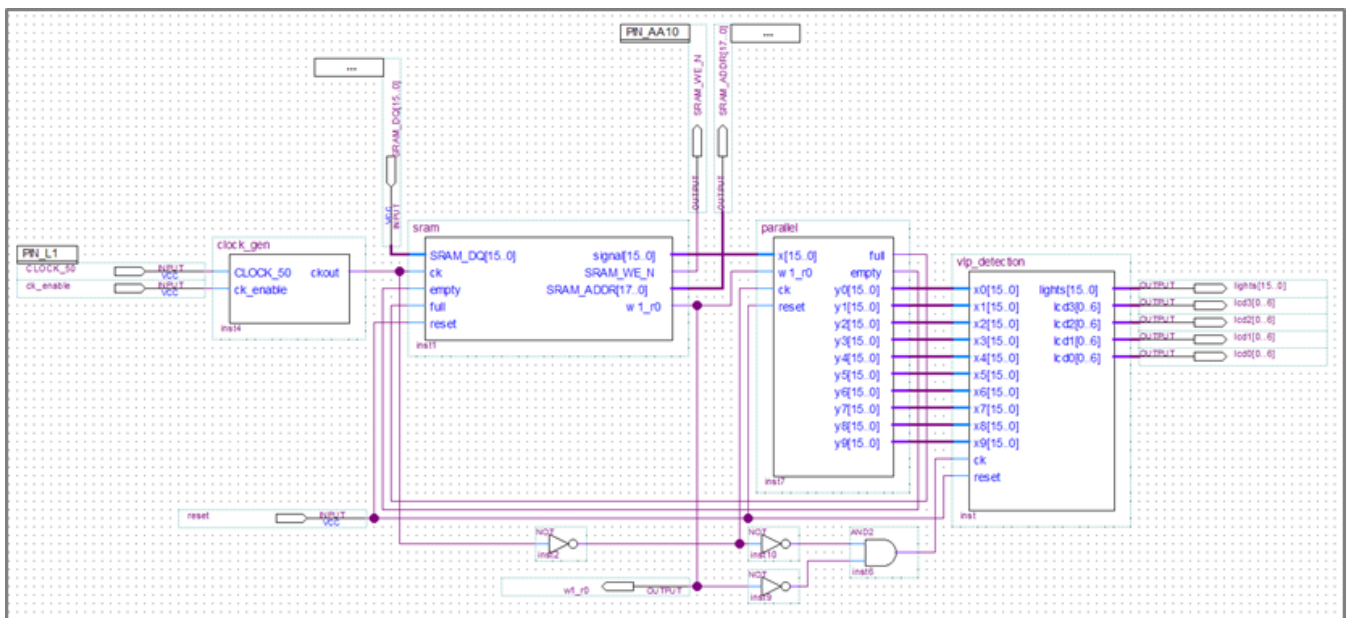 PIN_AA10
...
...
SRAM_DQ[15..0]
SRAM_WE_N
SRAM_ADDR[17..0]
VCC
INPUT
OUTPUT
OUTPUT
PIN_L1
CLOCK_50
INPUT
VCC
ck_enable
INPUT
VCC
clock_gen
CLOCK_50
ckout
ck_enable
inst4
sram
SRAM_DQ[15..0]
signal[15..0]
ck
SRAM_WE_N
empty
SRAM_ADDR[17..0]
full
w1_r0
reset
inst1
parallel
x[15..0]
full
w1_r0
empty
ck
y0[15..0]
reset
y1[15..0]
y2[15..0]
y3[15..0]
y4[15..0]
y5[15..0]
y6[15..0]
y7[15..0]
y8[15..0]
y9[15..0]
inst7
vlp_detection
x0[15..0]
lights[15..0]
x1[15..0]
lcd3[0..6]
x2[15..0]
lcd2[0..6]
x3[15..0]
lcd1[0..6]
x4[15..0]
lcd0[0..6]
x5[15..0]
x6[15..0]
x7[15..0]
x8[15..0]
x9[15..0]
ck
reset
inst
OUTPUT
lights[15..0]
OUTPUT
lcd3[0..6]
OUTPUT
lcd2[0..6]
OUTPUT
lcd1[0..6]
OUTPUT
lcd0[0..6]
reset
INPUT
VCC
NOT
inst2
NOT
inst10
AND2
inst6
NOT
inst9
w1_r0
OUTPUT